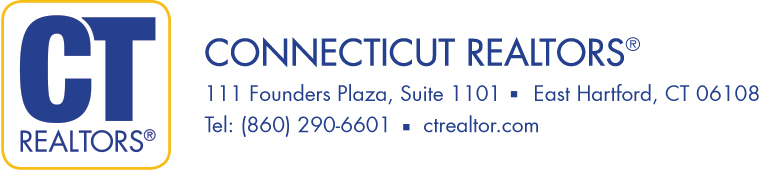 CT
REALTORS®
CONNECTICUT REALTORS®
111 Founders Plaza, Suite 1101 ▪ East Hartford, CT 06108
Tel: (860) 290-6601 ▪ ctrealtor.com